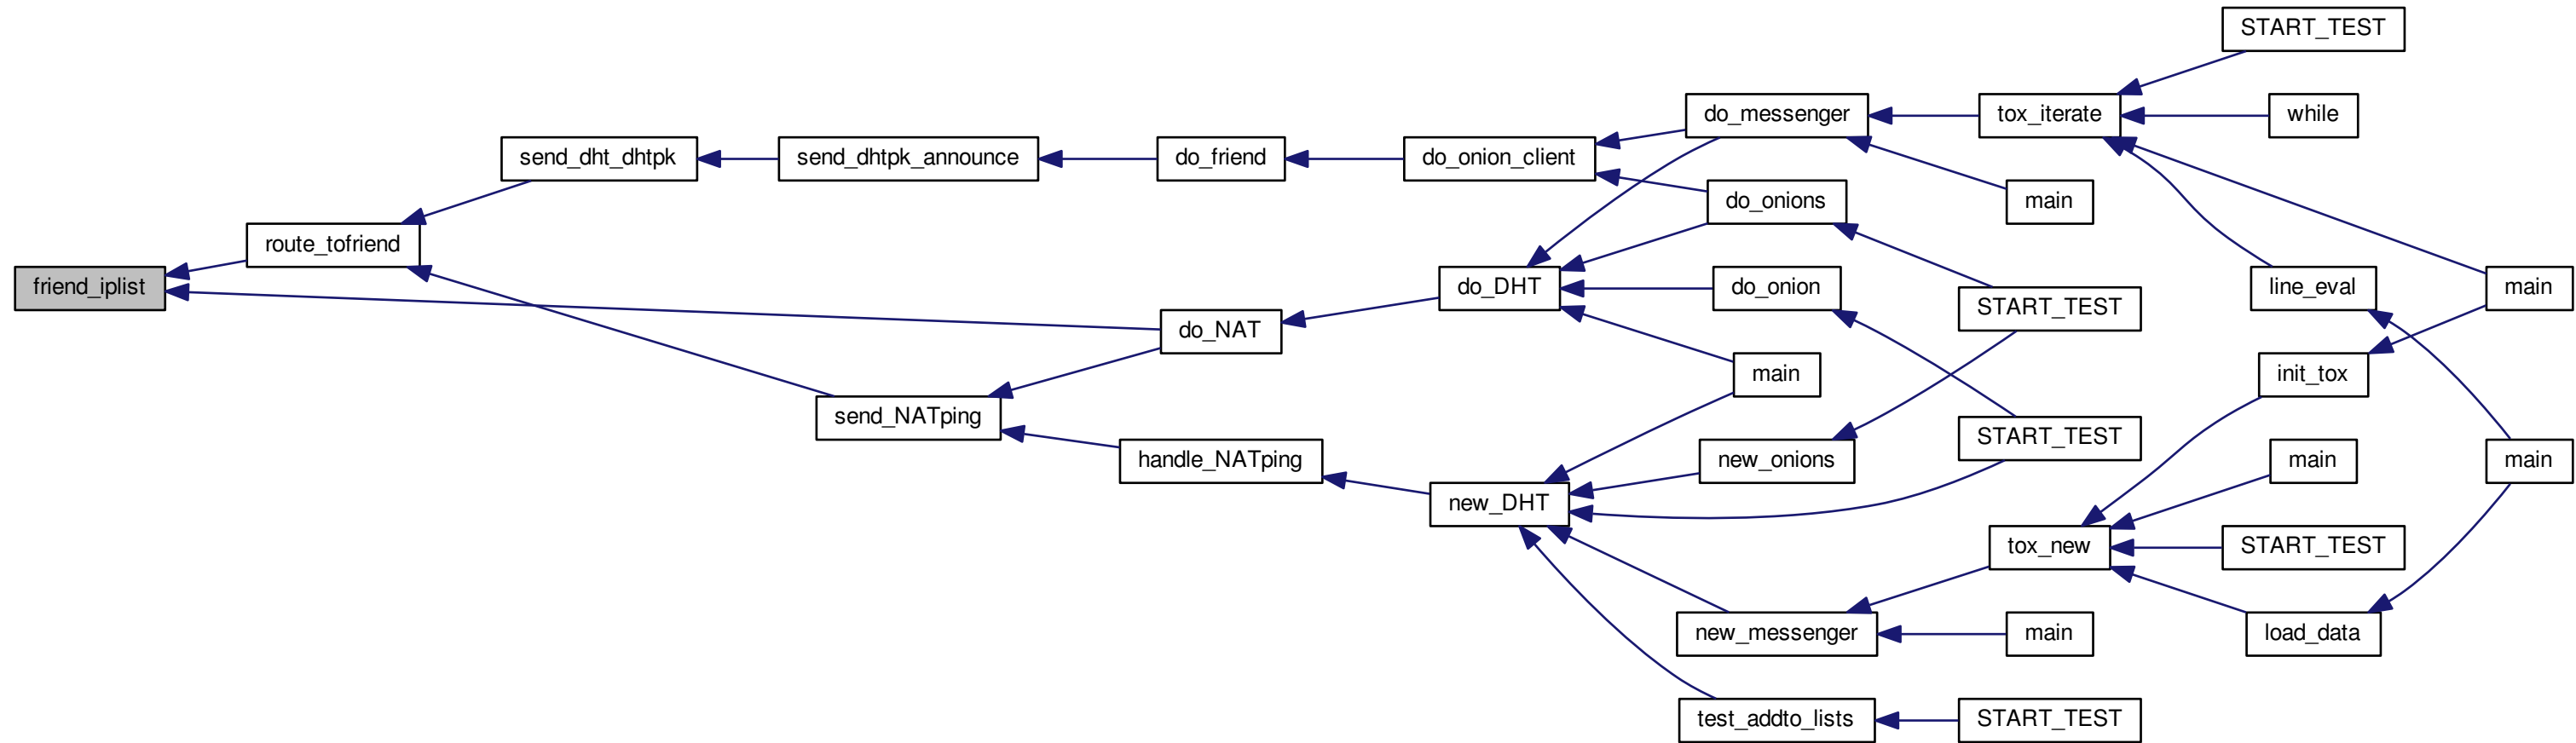 friend_iplist
route_tofriend
send_dht_dhtpk
send_dhtpk_announce
do_friend
do_onion_client
do_messenger
tox_iterate
START_TEST
while
main
do_onions
do_DHT
do_onion
do_NAT
main
START_TEST
line_eval
main
init_tox
send_NATping
handle_NATping
new_DHT
new_onions
START_TEST
main
main
tox_new
START_TEST
new_messenger
main
load_data
test_addto_lists
START_TEST